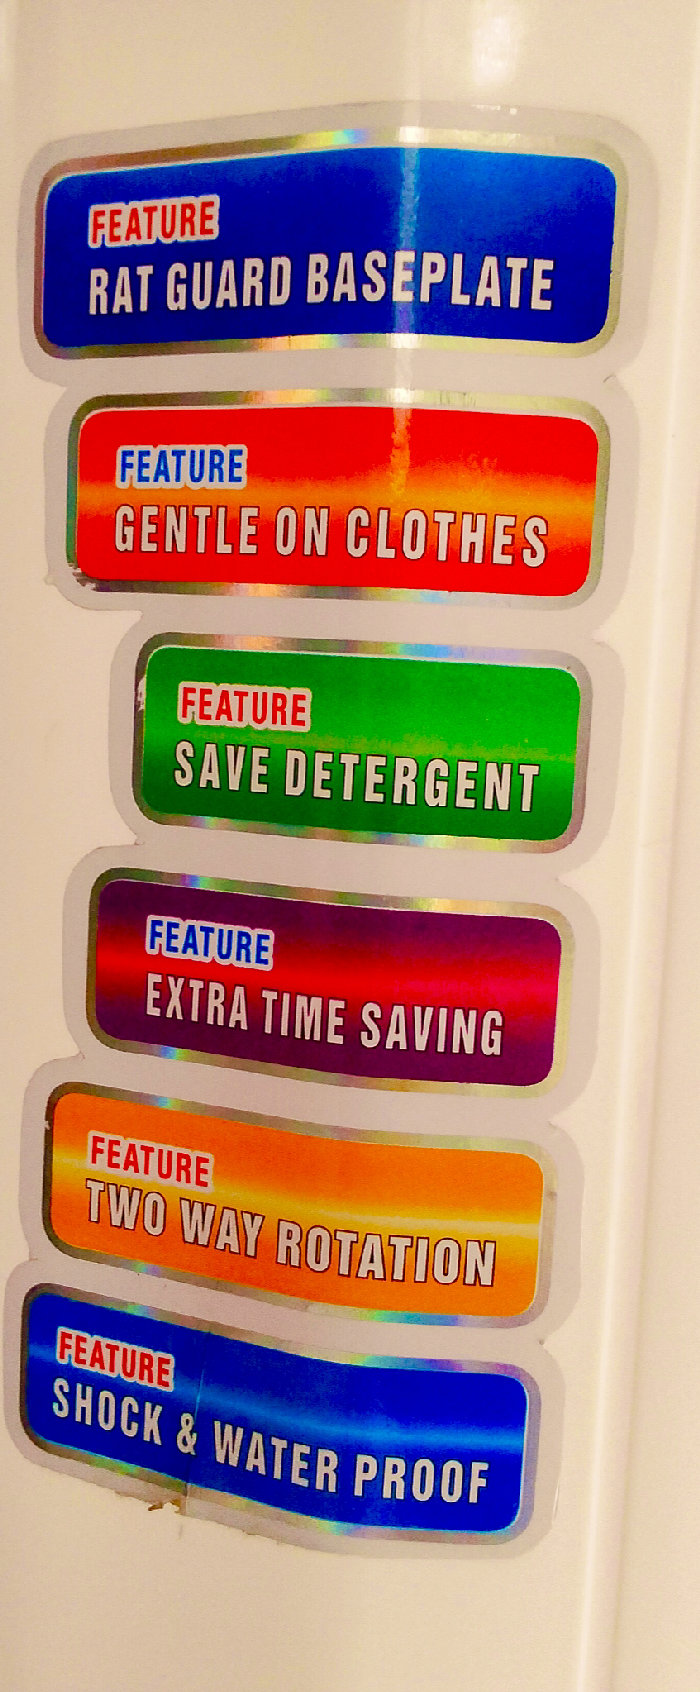 FEATURE
RAT GUARD BASEPLATE
FEATURE
GENTLE ON CLOTHES
FEATURE
SAVE DETERGENT
FEATURE
EXTRA TIME SAVING
FEATURE
TWO WAY ROTATION
FEATURE
SHOCK & WATER PROOF